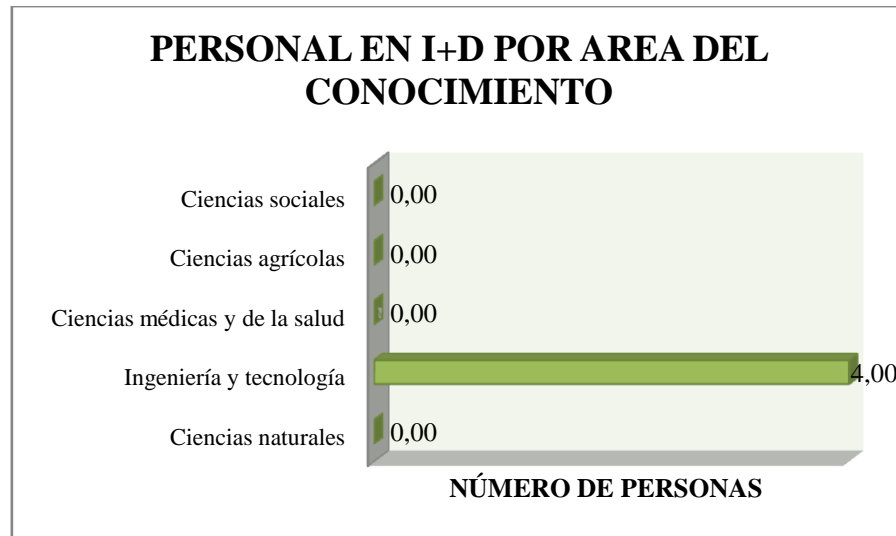 PERSONAL EN I+D POR AREA DEL
CONOCIMIENTO
Ciencias sociales 0,00
Ciencias agrícolas 0,00
Ciencias médicas y de la salud 0,00
Ingeniería y tecnología 4,00
Ciencias naturales 0,00
NÚMERO DE PERSONAS